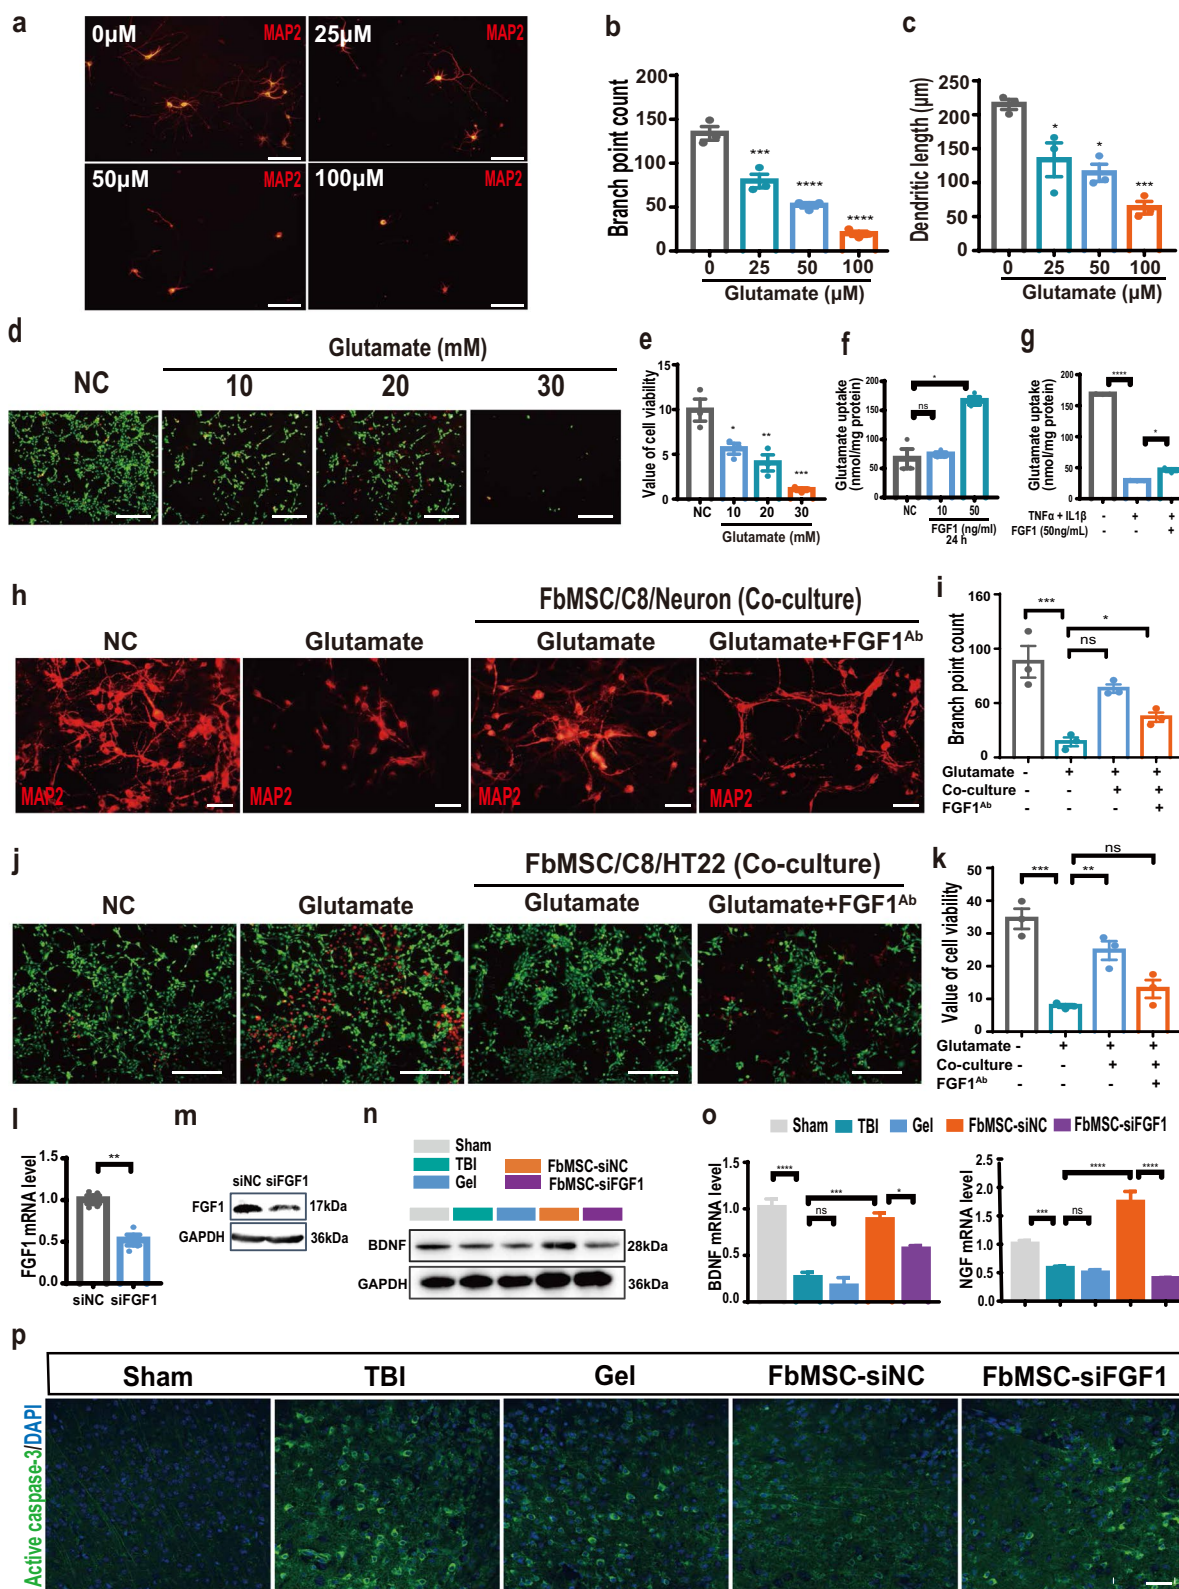 a
0µM
MAP2
25µM
MAP2
50µM
MAP2
100µM
MAP2
b
Branch point count
200
150
100
50
0
***
****
****
0
25
50
100
Glutamate (µM)
c
Dendritic length (µm)
250
200
150
100
50
0
*
*
***
0
25
50
100
Glutamate (µM)
d
Glutamate (mM)
NC
10
20
30
e
Value of cell viability
15
10
5
0
*
**
***
NC
10
20
30
Glutamate (mM)
f
Glutamate uptake
(nmol/mg protein)
200
150
100
50
0
*
ns
NC
10
50
FGF1 (ng/ml)
24 h
g
Glutamate uptake
(nmol/mg protein)
200
150
100
50
0
****
*
TNFα + IL1β - + +
FGF1 (50ng/mL) - - +
h
FbMSC/C8/Neuron (Co-culture)
NC
Glutamate
Glutamate
Glutamate+FGF1Ab
MAP2
MAP2
MAP2
MAP2
i
Branch point count
160
100
60
0
***
*
ns
Glutamate - + + +
Co-culture - - + +
FGF1Ab - - - +
j
FbMSC/C8/HT22 (Co-culture)
NC
Glutamate
Glutamate
Glutamate+FGF1Ab
k
Value of cell viability
50
40
30
20
10
0
***
**
ns
Glutamate - + + +
Co-culture - - + +
FGF1Ab - - - +
l
FGF1 mRNA level
1.5
1.0
0.5
0.0
**
siNC siFGF1
m
siNC siFGF1
FGF1 17kDa
GAPDH 36kDa
n
Sham
TBI
Gel
FbMSC-siNC
FbMSC-siFGF1
BDNF 28kDa
GAPDH 36kDa
o
Sham TBI Gel FbMSC-siNC FbMSC-siFGF1
BDNF mRNA level
1.5
1.0
0.5
0.0
****
***
ns
*
NGF mRNA level
2.5
2.0
1.5
1.0
0.5
0.0
***
****
ns
****
p
Sham
TBI
Gel
FbMSC-siNC
FbMSC-siFGF1
Active caspase-3/DAPI